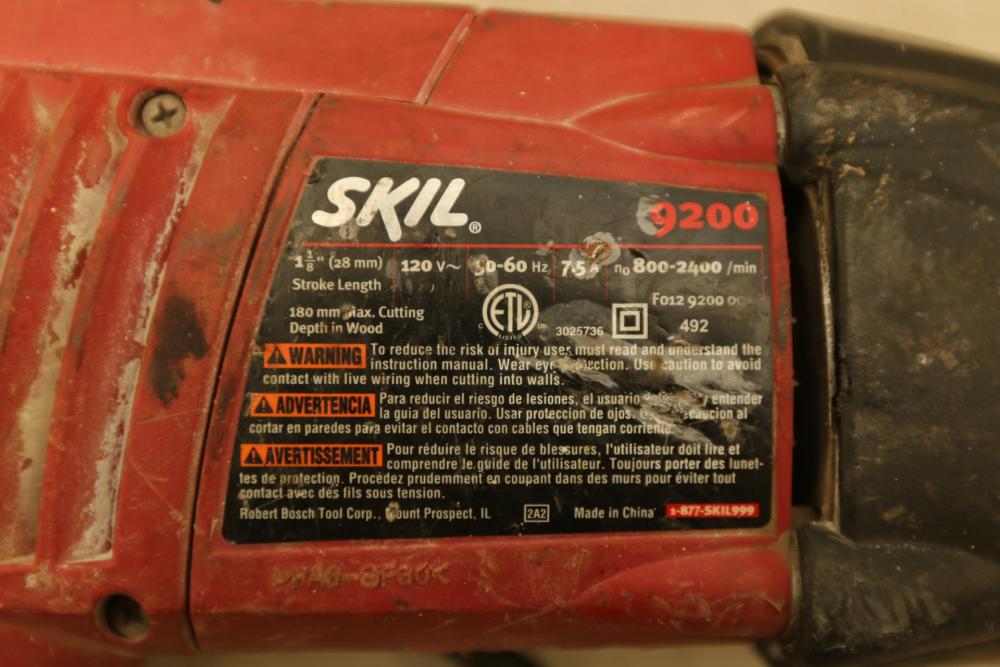 SKIL®
9200
1 1/8" (28 mm)
Stroke Length
120 V~
50-60 Hz
7.5 A
n₀ 800-2400 /min
180 mm Max. Cutting
Depth in Wood
C ETL US
LISTED
3025736
F012 9200
492
WARNING To reduce the risk of injury user must read and understand the
instruction manual. Wear eye protection. Use caution to avoid
contact with live wiring when cutting into walls.
ADVERTENCIA Para reducir el riesgo de lesiones, el usuario entender
la guia del usuario. Usar proteccion de ojos. precaucion al
cortar en paredes para evitar el contacto con cables que tengan corriente.
AVERTISSEMENT Pour réduire le risque de blessures, l'utilisateur doit lire et
comprendre le guide de l'utilisateur. Toujours porter des lunet-
tes de protection. Procédez prudemment en coupant dans des murs pour éviter tout
contact avec des fils sous tension.
Robert Bosch Tool Corp., Mount Prospect, IL
2A2
Made in China
1-877-SKIL999